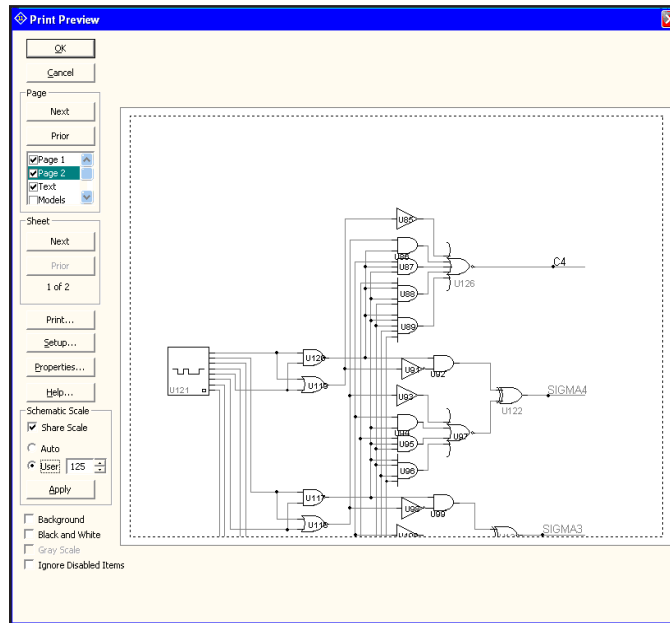 Print Preview
OK
Cancel
Page
Next
Prior
Page 1
Page 2
Text
Models
Sheet
Next
Prior
1 of 2
Print...
Setup...
Properties...
Help...
Schematic Scale
Share Scale
Auto
User 125
Apply
Background
Black and White
Gray Scale
Ignore Disabled Items
U85
U87
C4
U126
U88
U89
U120
U121
U119
U91
U92
SIGMA4
U93
U122
U97
U95
U96
U117
U118
U98
U99
SIGMA3